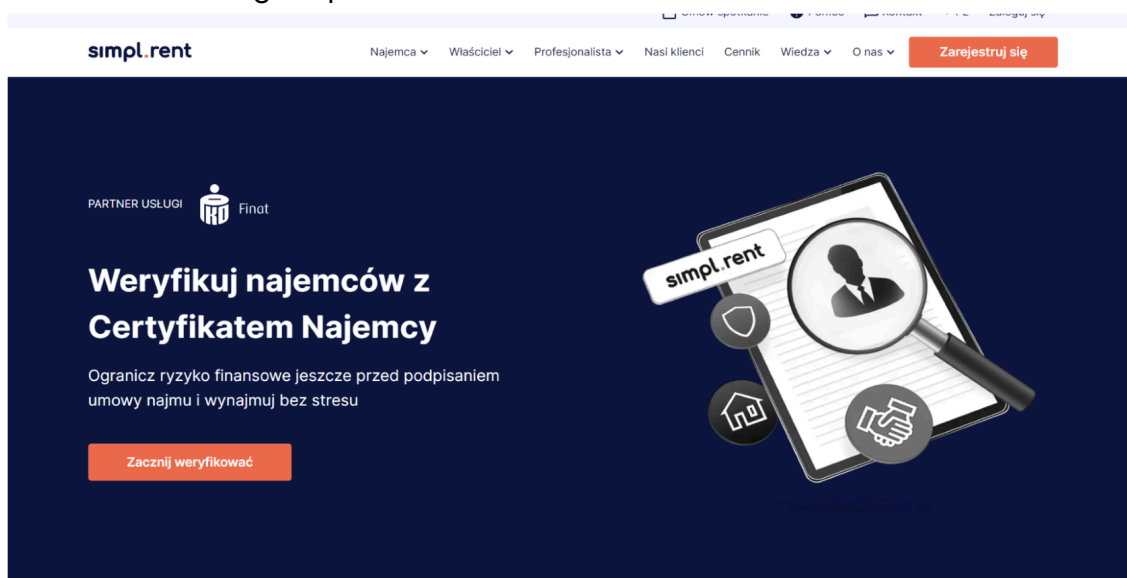 simpl.rent
Najemca
Właściciel
Profesjonalista
Nasi klienci
Cennik
Wiedza
O nas
Zarejestruj się
PARTNER USŁUGI
Finat
Weryfikuj najemców z
Certyfikatem Najemcy
Ogranicz ryzyko finansowe jeszcze przed podpisaniem
umowy najmu i wynajmuj bez stresu
Zacznij weryfikować
simpl.rent